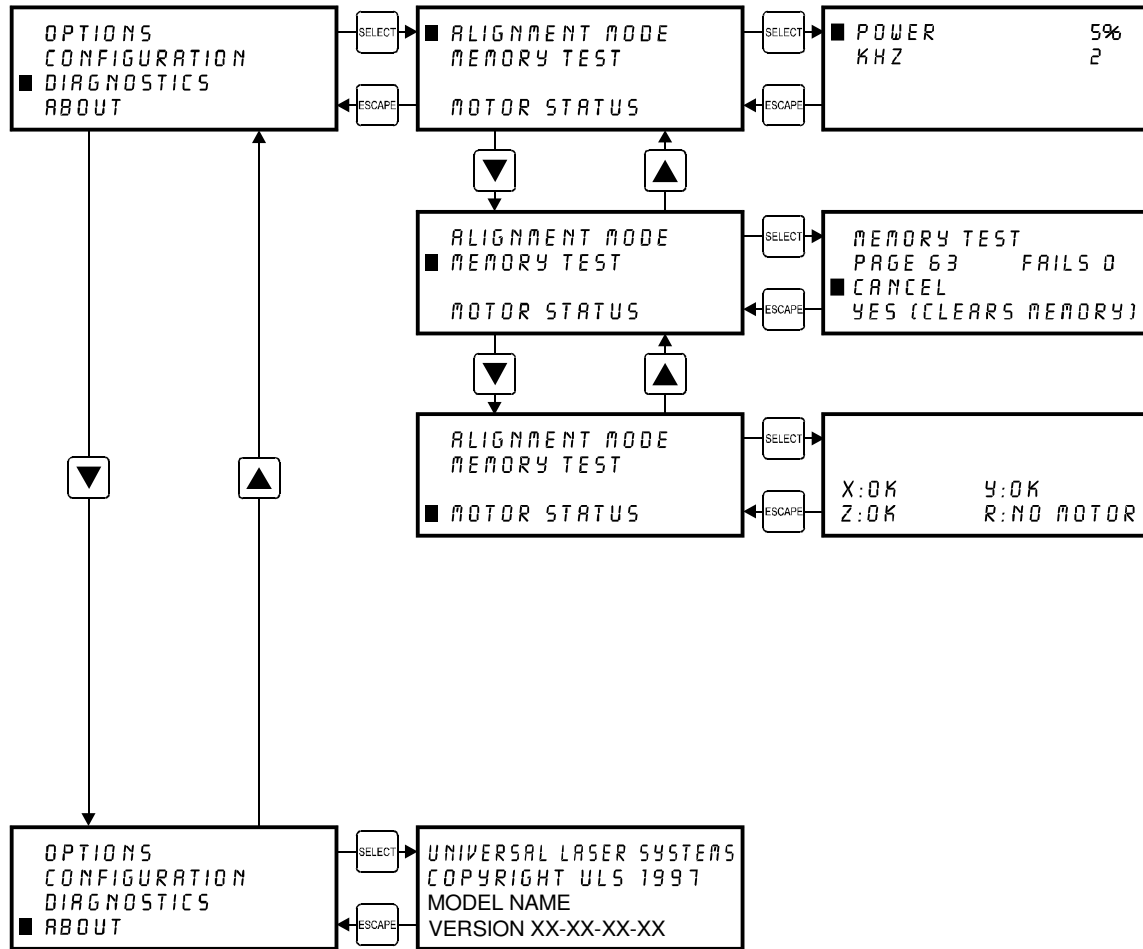 OPTIONS
CONFIGURATION
■ DIAGNOSTICS
ABOUT
SELECT
ESCAPE
■ ALIGNMENT MODE
MEMORY TEST
MOTOR STATUS
SELECT
ESCAPE
■ POWER 5%
KHZ 2
ALIGNMENT MODE
■ MEMORY TEST
MOTOR STATUS
SELECT
ESCAPE
MEMORY TEST
PAGE 63 FAILS 0
■ CANCEL
YES (CLEARS MEMORY)
ALIGNMENT MODE
MEMORY TEST
■ MOTOR STATUS
SELECT
ESCAPE
X:OK Y:OK
Z:OK R:NO MOTOR
OPTIONS
CONFIGURATION
DIAGNOSTICS
■ ABOUT
SELECT
ESCAPE
UNIVERSAL LASER SYSTEMS
COPYRIGHT ULS 1997
MODEL NAME
VERSION XX-XX-XX-XX